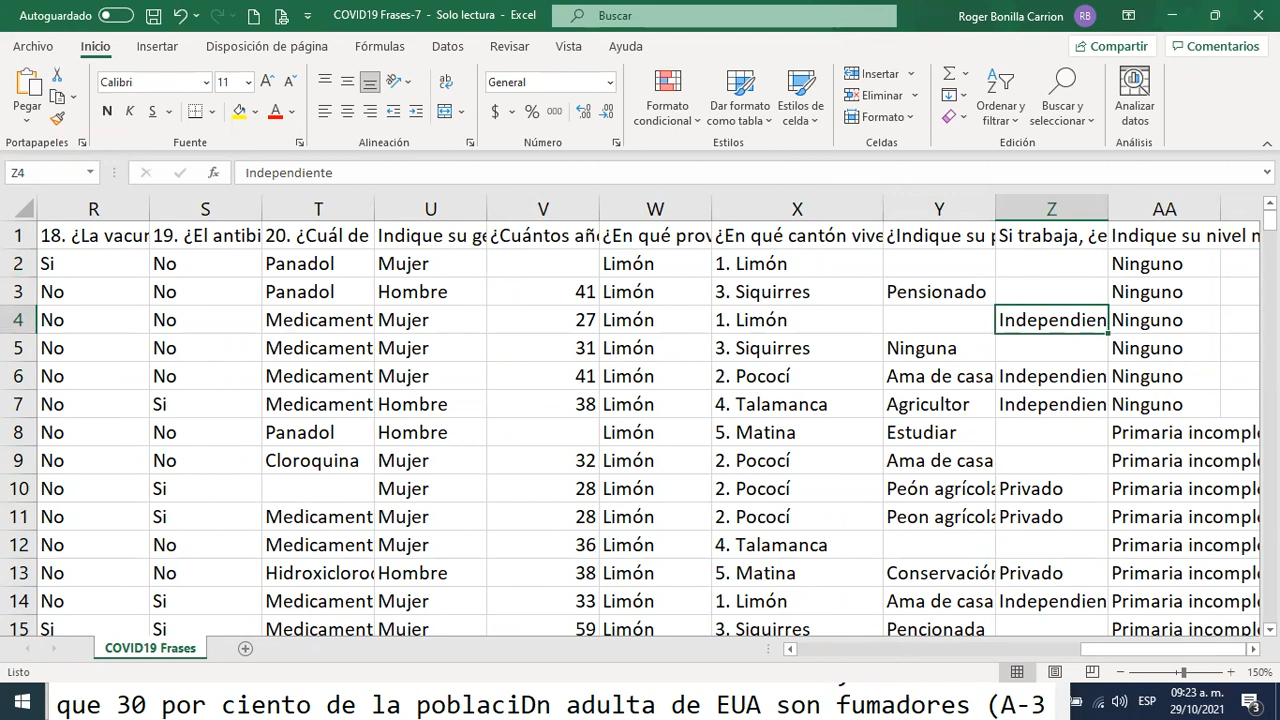 Autoguardado COVID19 Frases-7 - Solo lectura - Excel Buscar Roger Bonilla Carrion RB
Archivo Inicio Insertar Disposición de página Fórmulas Datos Revisar Vista Ayuda Compartir Comentarios
Pegar Calibri 11 General Formato condicional Dar formato como tabla Estilos de celda Insertar Eliminar Formato Ordenar y filtrar Buscar y seleccionar Analizar datos
N K S $ % 000
Portapapeles Fuente Alineación Número Estilos Celdas Edición Análisis
Z4 fx Independiente
R S T U V W X Y Z AA
1 18. ¿La vacun 19. ¿El antibi 20. ¿Cuál de Indique su ge ¿Cuántos año ¿En qué prov ¿En qué cantón vive ¿Indique su p Si trabaja, ¿e Indique su nivel m
2 Si No Panadol Mujer Limón 1. Limón Ninguno
3 No No Panadol Hombre 41 Limón 3. Siquirres Pensionado Ninguno
4 No No Medicament Mujer 27 Limón 1. Limón Independien Ninguno
5 No No Medicament Mujer 31 Limón 3. Siquirres Ninguna Ninguno
6 No No Medicament Mujer 41 Limón 2. Pococí Ama de casa Independien Ninguno
7 No Si Medicament Hombre 38 Limón 4. Talamanca Agricultor Independien Ninguno
8 No No Panadol Hombre Limón 5. Matina Estudiar Primaria incomple
9 No No Cloroquina Mujer 32 Limón 2. Pococí Ama de casa Primaria incomple
10 No Si Mujer 28 Limón 2. Pococí Peón agrícola Privado Primaria incomple
11 No Si Medicament Mujer 28 Limón 2. Pococí Peon agrícola Privado Primaria incomple
12 No No Medicament Mujer 36 Limón 4. Talamanca Primaria incomple
13 No No Hidroxicloroc Hombre 38 Limón 5. Matina Conservación Privado Primaria incomple
14 No Si Medicament Mujer 33 Limón 1. Limón Ama de casa Independien Primaria incomple
15 Si Si Medicament Mujer 59 Limón 3. Siquirres Pencionada Primaria incomple
COVID19 Frases
Listo 150%
que 30 por ciento de la poblaciDn adulta de EUA son fumadores (A-3 ESP 09:23 a. m.
29/10/2021 3